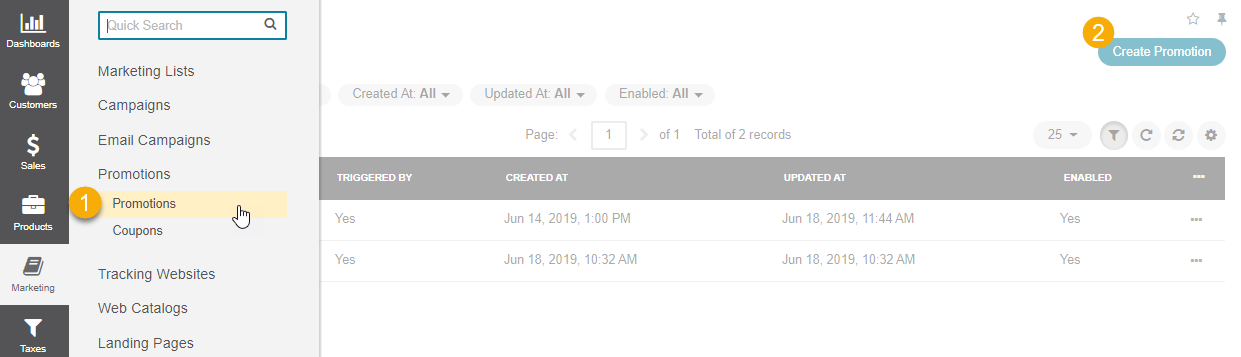 Dashboards
Customers
Sales
Products
Marketing
Taxes
Quick Search
Marketing Lists
Campaigns
Email Campaigns
Promotions
1
Promotions
Coupons
Tracking Websites
Web Catalogs
Landing Pages
2
Create Promotion
Created At: All Updated At: All Enabled: All
Page: 1 of 1 Total of 2 records 25
TRIGGERED BY CREATED AT UPDATED AT ENABLED
Yes Jun 14, 2019, 1:00 PM Jun 18, 2019, 11:44 AM Yes
Yes Jun 18, 2019, 10:32 AM Jun 18, 2019, 10:32 AM Yes